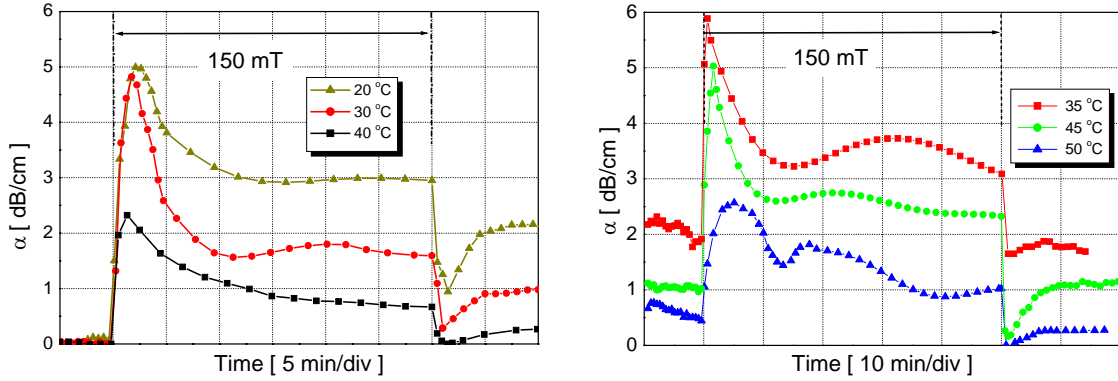 6
5
4
3
2
1
0
α [ dB/cm ]
150 mT
20 °C
30 °C
40 °C
Time [ 5 min/div ]
6
5
4
3
2
1
0
α [ dB/cm ]
150 mT
35 °C
45 °C
50 °C
Time [ 10 min/div ]